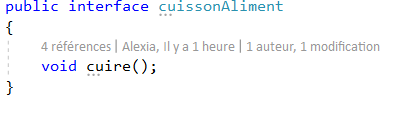 public interface cuissonAliment
{
4 références | Alexia, Il y a 1 heure | 1 auteur, 1 modification
void cuire();
}